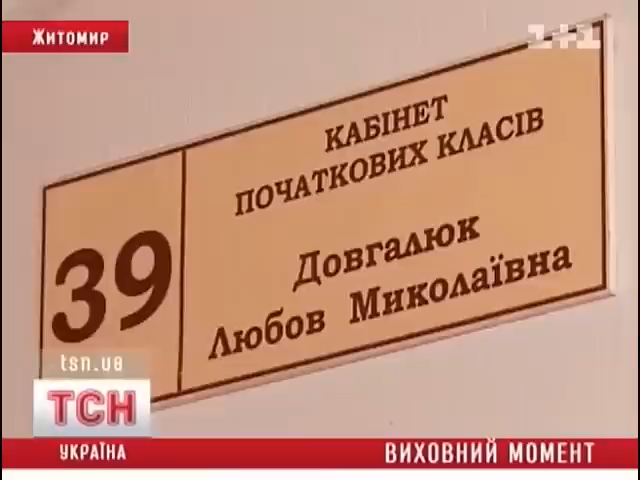 Житомир
1+1
КАБІНЕТ
ПОЧАТКОВИХ КЛАСІВ
39
Довгалюк
Любов Миколаївна
tsn.ua
ТСН
УКРАЇНА
ВИХОВНИЙ МОМЕНТ